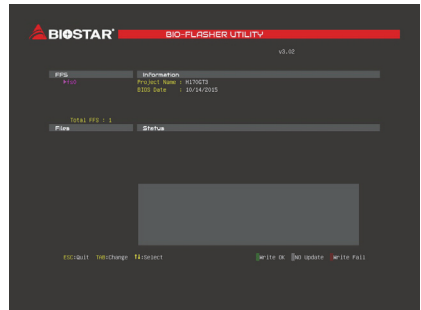 BIOSTAR
BIO-FLASHER UTILITY
v3.02
FFS
Information
Project Name : H170GT3
BIOS Date : 10/14/2015
Total FFS : 1
Files
Status
ESC:Quit TAB:Change ↑↓:Select
Write OK NO Update Write Fail